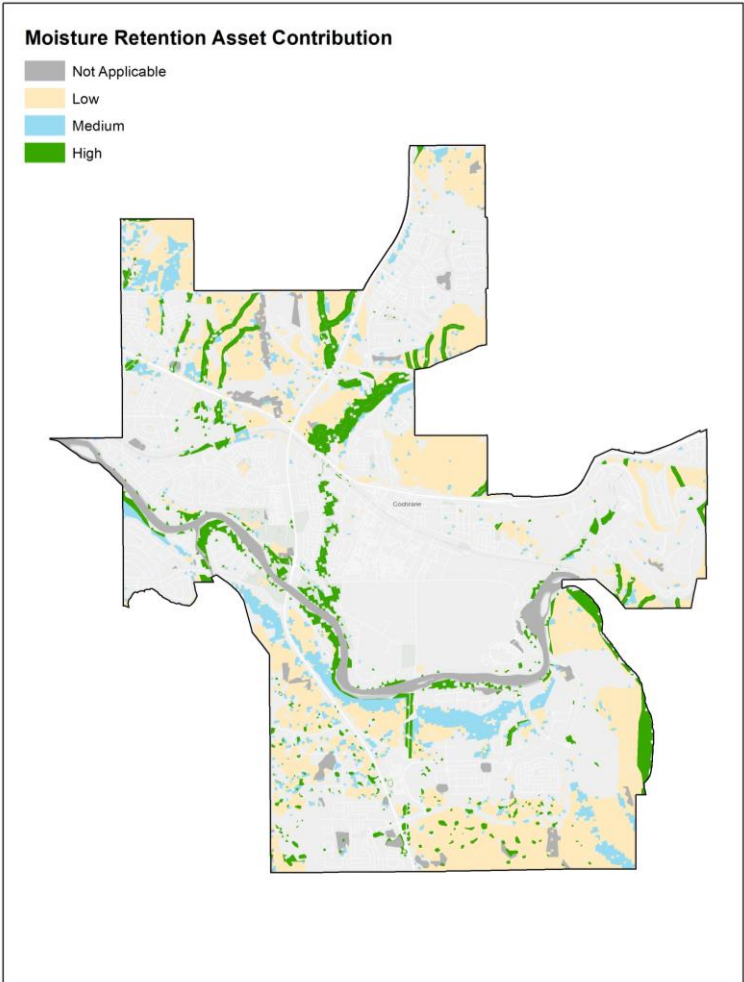 Moisture Retention Asset Contribution
Not Applicable
Low
Medium
High
Cochrane